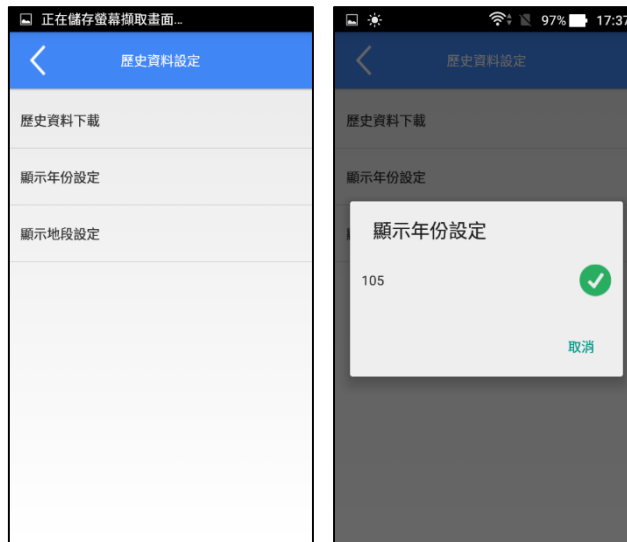 正在儲存螢幕擷取畫面...
歷史資料設定
歷史資料下載
顯示年份設定
顯示地段設定
97% 17:37
歷史資料設定
歷史資料下載
顯示年份設定
顯示年份設定
105
取消